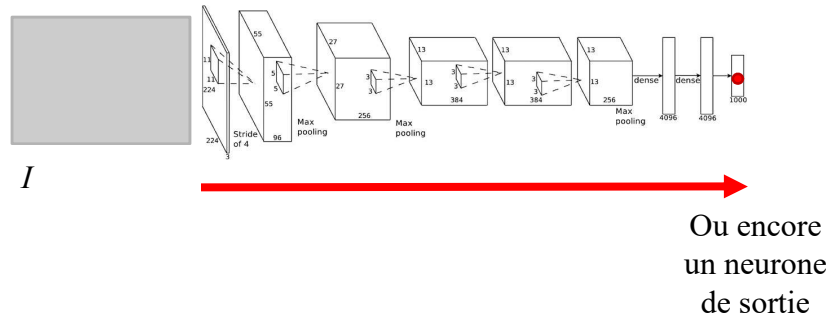 55
27
13
13
13
11
5
3
3
3
11
5
27
3
13
3
13
3
13
dense
dense
224
55
384
384
256
1000
Max
256
Max
Max
4096
4096
224
Stride
of 4
96
pooling
pooling
pooling
3
I
Ou encore
un neurone
de sortie